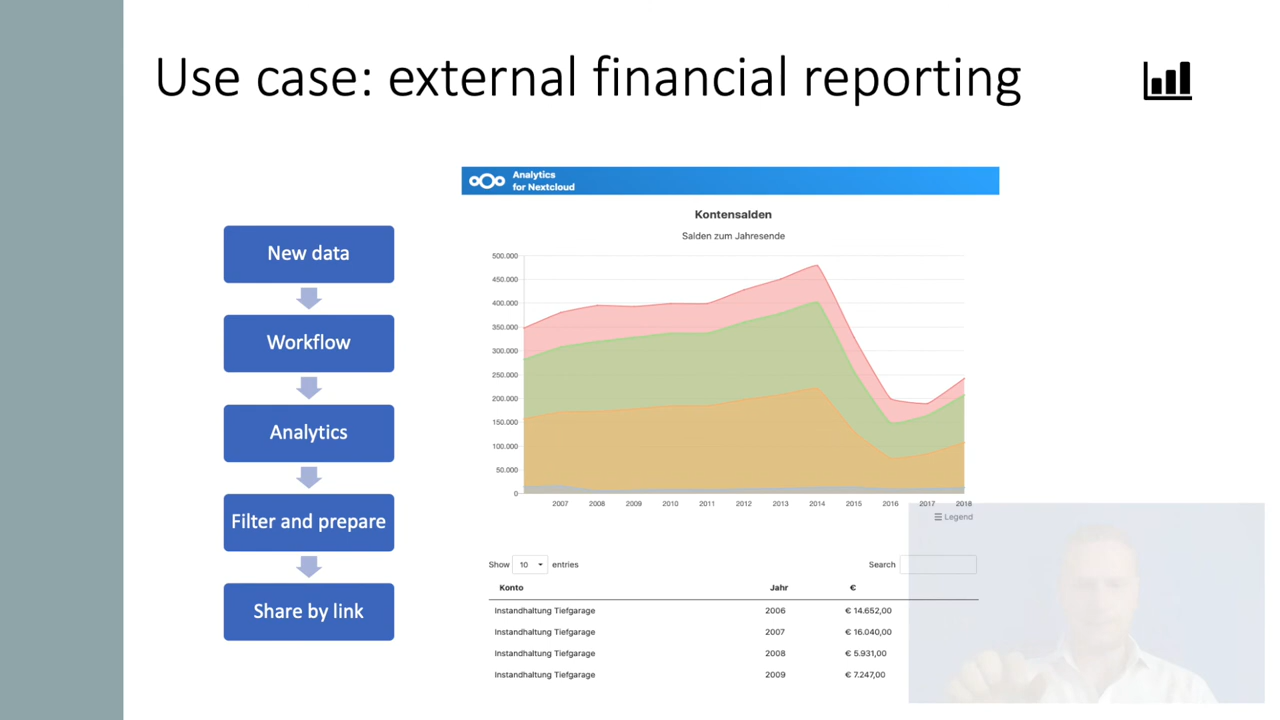 Use case: external financial reporting
New data
Workflow
Analytics
Filter and prepare
Share by link
Analytics
for Nextcloud
Kontensalden
Salden zum Jahresende
500.000
450.000
400.000
350.000
300.000
250.000
200.000
150.000
100.000
50.000
0
2007 2008 2009 2010 2011 2012 2013 2014 2015 2016 2017 2018
Legend
Show 10 entries Search
Konto Jahr €
Instandhaltung Tiefgarage 2006 € 14.652,00
Instandhaltung Tiefgarage 2007 € 16.040,00
Instandhaltung Tiefgarage 2008 € 5.931,00
Instandhaltung Tiefgarage 2009 € 7.247,00